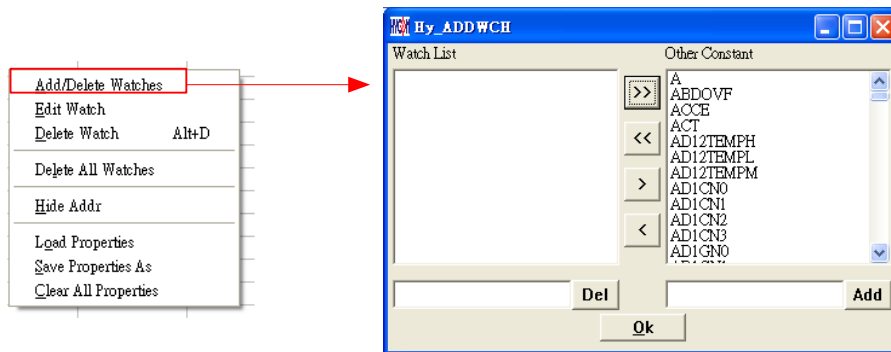 Add/Delete Watches
Edit Watch
Delete Watch Alt+D
Delete All Watches
Hide Addr
Load Properties
Save Properties As
Clear All Properties
Hy_ADDWCH
Watch List
Other Constant
>>
<<
>
<
A
ABDOVF
ACCE
ACT
AD12TEMPH
AD12TEMPL
AD12TEMPM
AD1CN0
AD1CN1
AD1CN2
AD1CN3
AD1GN0
Del
Add
Ok